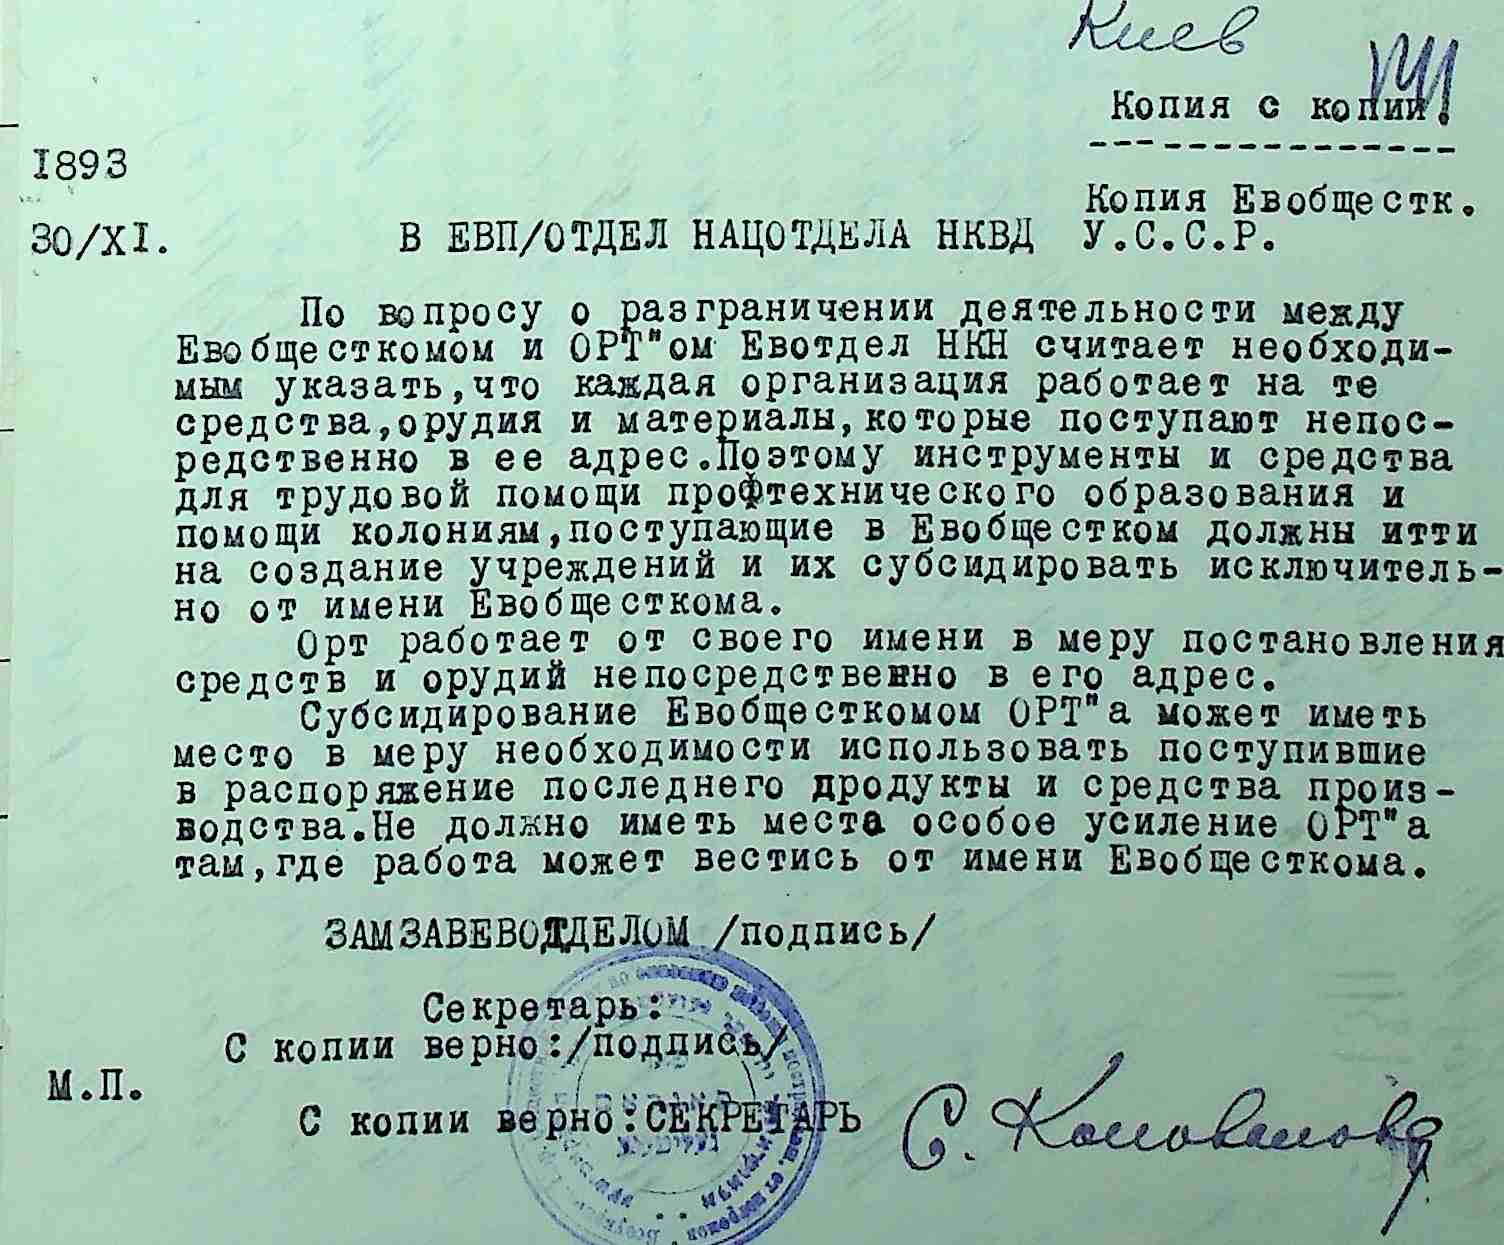 Киев
Копия с копии.
1893
Копия Евобщестк.
30/XI. В ЕВП/ОТДЕЛ НАЦОТДЕЛА НКВД У.С.С.Р.
По вопросу о разграничении деятельности между
Евобщесткомом и ОРТ"ом Евотдел НКН считает необходи-
мым указать,что каждая организация работает на те
средства,орудия и материалы,которые поступают непос-
редственно в ее адрес.Поэтому инструменты и средства
для трудовой помощи профтехнического образования и
помощи колониям,поступающие в Евобщестком должны итти
на создание учреждений и их субсидировать исключитель-
но от имени Евобщесткома.
Орт работает от своего имени в меру постановления
средств и орудий непосредственно в его адрес.
Субсидирование Евобщесткомом ОРТ"а может иметь
место в меру необходимости использовать поступившие
в распоряжение последнего продукты и средства произ-
водства.Не должно иметь места особое усиление ОРТ"а
там,где работа может вестись от имени Евобщесткома.
ЗАМЗАВЕВОТДЕЛОМ /подпись/
Секретарь:
С копии верно:/подпись/
М.П.
С копии верно:СЕКРЕТАРЬ С. Коновалова